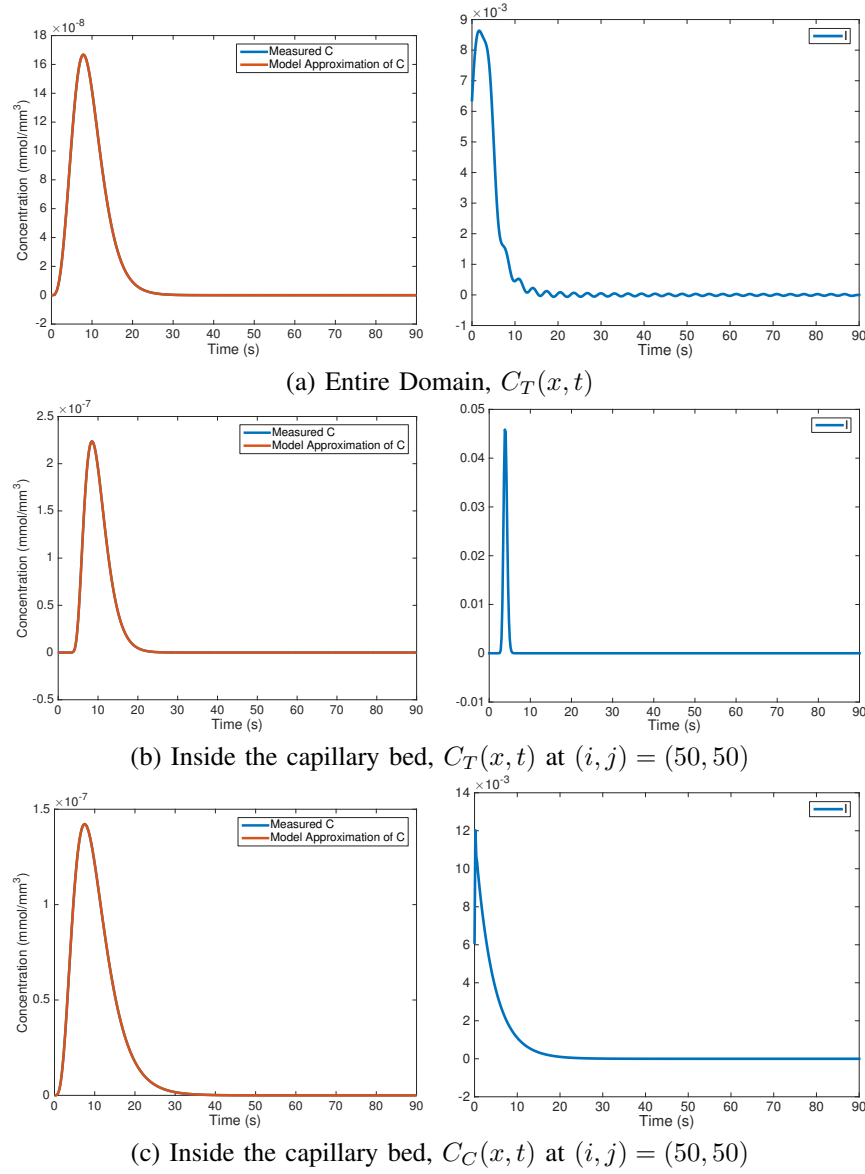 ×10⁻⁸
18
16
14
12
10
8
6
4
2
0
-2
Concentration (mmol/mm³)
0 10 20 30 40 50 60 70 80 90
Time (s)
Measured C
Model Approximation of C
×10⁻³
9
8
7
6
5
4
3
2
1
0
-1
0 10 20 30 40 50 60 70 80 90
Time (s)
I
(a) Entire Domain, C_T(x, t)
×10⁻⁷
2.5
2
1.5
1
0.5
0
-0.5
Concentration (mmol/mm³)
0 10 20 30 40 50 60 70 80 90
Time (s)
Measured C
Model Approximation of C
0.05
0.04
0.03
0.02
0.01
0
-0.01
0 10 20 30 40 50 60 70 80 90
Time (s)
I
(b) Inside the capillary bed, C_T(x, t) at (i, j) = (50, 50)
×10⁻⁷
1.5
1
0.5
0
Concentration (mmol/mm³)
0 10 20 30 40 50 60 70 80 90
Time (s)
Measured C
Model Approximation of C
×10⁻³
14
12
10
8
6
4
2
0
-2
0 10 20 30 40 50 60 70 80 90
Time (s)
I
(c) Inside the capillary bed, C_C(x, t) at (i, j) = (50, 50)